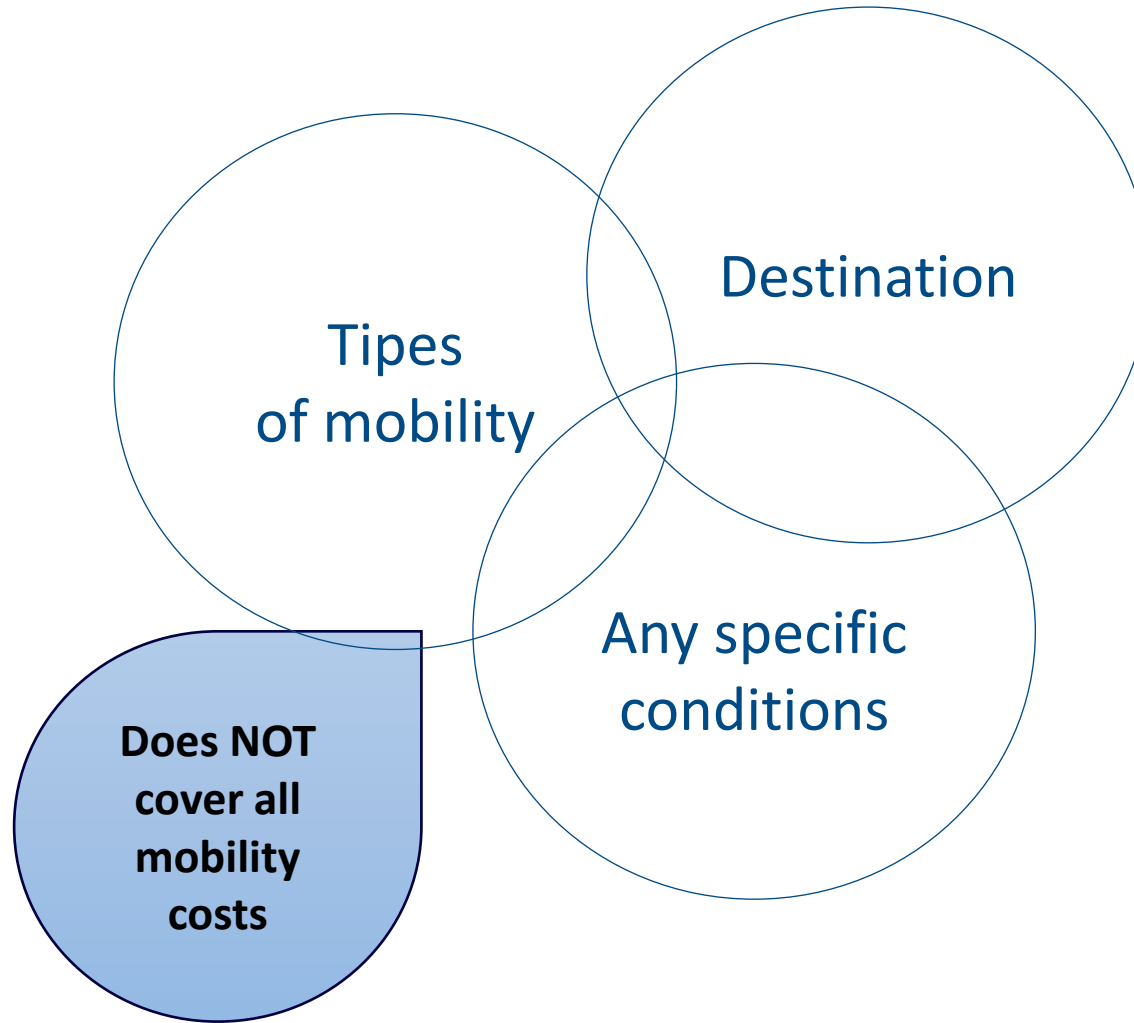 Destination
Tipes
of mobility
Any specific
conditions
Does NOT
cover all
mobility
costs